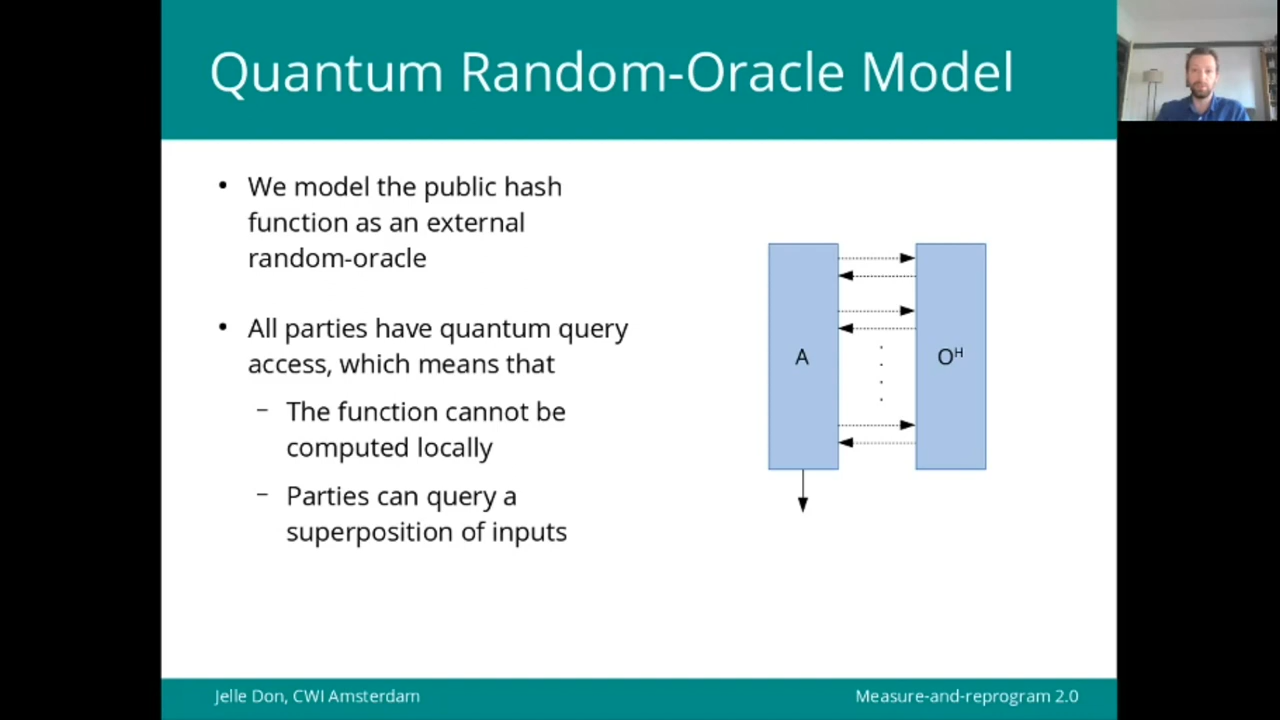 Quantum Random-Oracle Model
• We model the public hash
function as an external
random-oracle
• All parties have quantum query
access, which means that
– The function cannot be
computed locally
– Parties can query a
superposition of inputs
A
Oᴴ
Jelle Don, CWI Amsterdam
Measure-and-reprogram 2.0